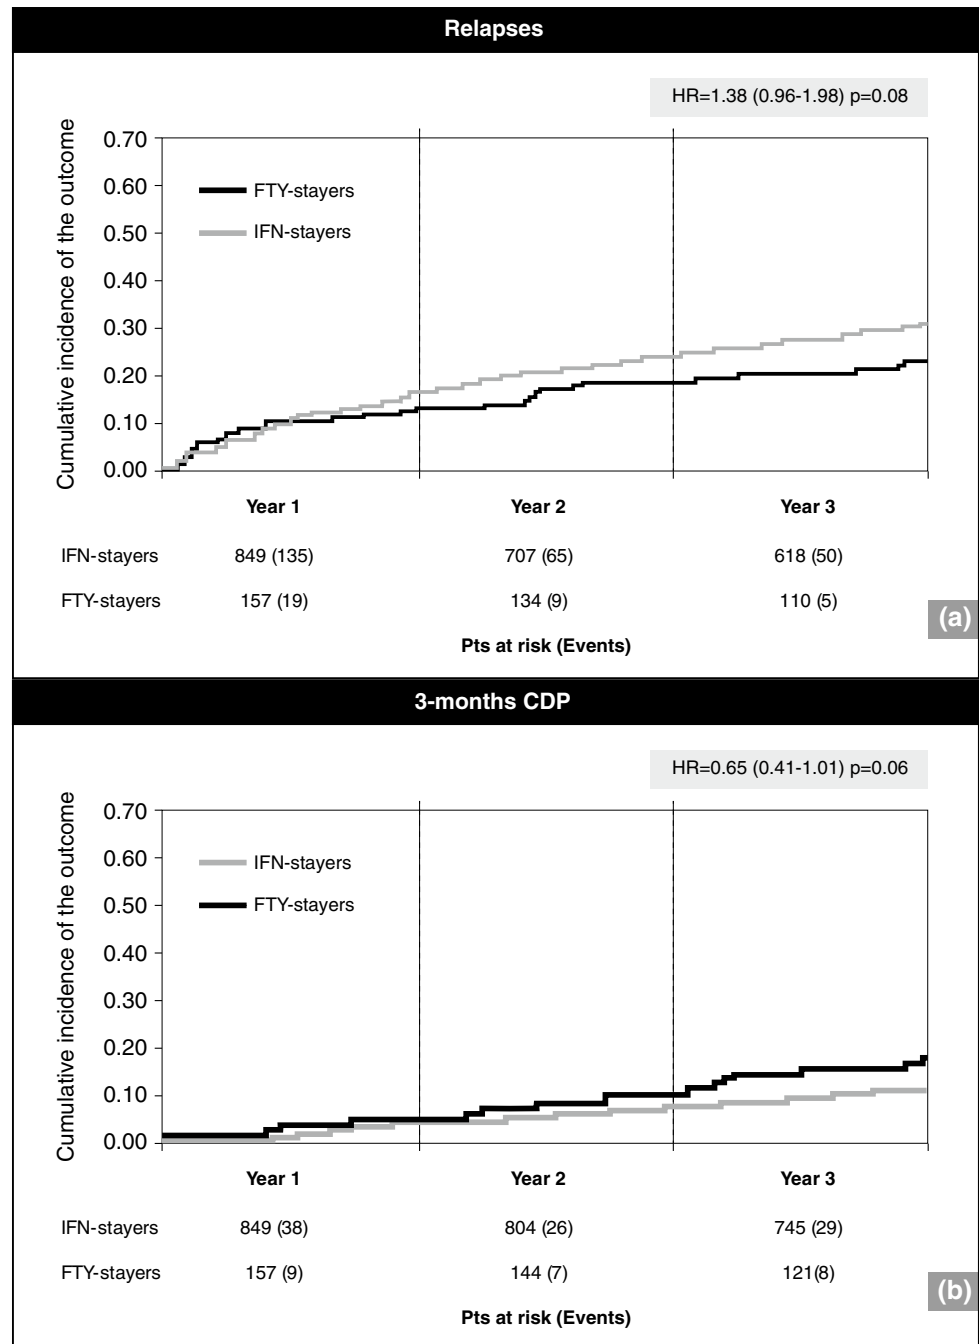 Relapses
HR=1.38 (0.96-1.98) p=0.08
Cumulative incidence of the outcome
0.70
0.60
0.50
0.40
0.30
0.20
0.10
0.00
FTY-stayers
IFN-stayers
Year 1 Year 2 Year 3
IFN-stayers 849 (135) 707 (65) 618 (50)
FTY-stayers 157 (19) 134 (9) 110 (5)
(a)
Pts at risk (Events)
3-months CDP
HR=0.65 (0.41-1.01) p=0.06
Cumulative incidence of the outcome
0.70
0.60
0.50
0.40
0.30
0.20
0.10
0.00
IFN-stayers
FTY-stayers
Year 1 Year 2 Year 3
IFN-stayers 849 (38) 804 (26) 745 (29)
FTY-stayers 157 (9) 144 (7) 121(8)
(b)
Pts at risk (Events)